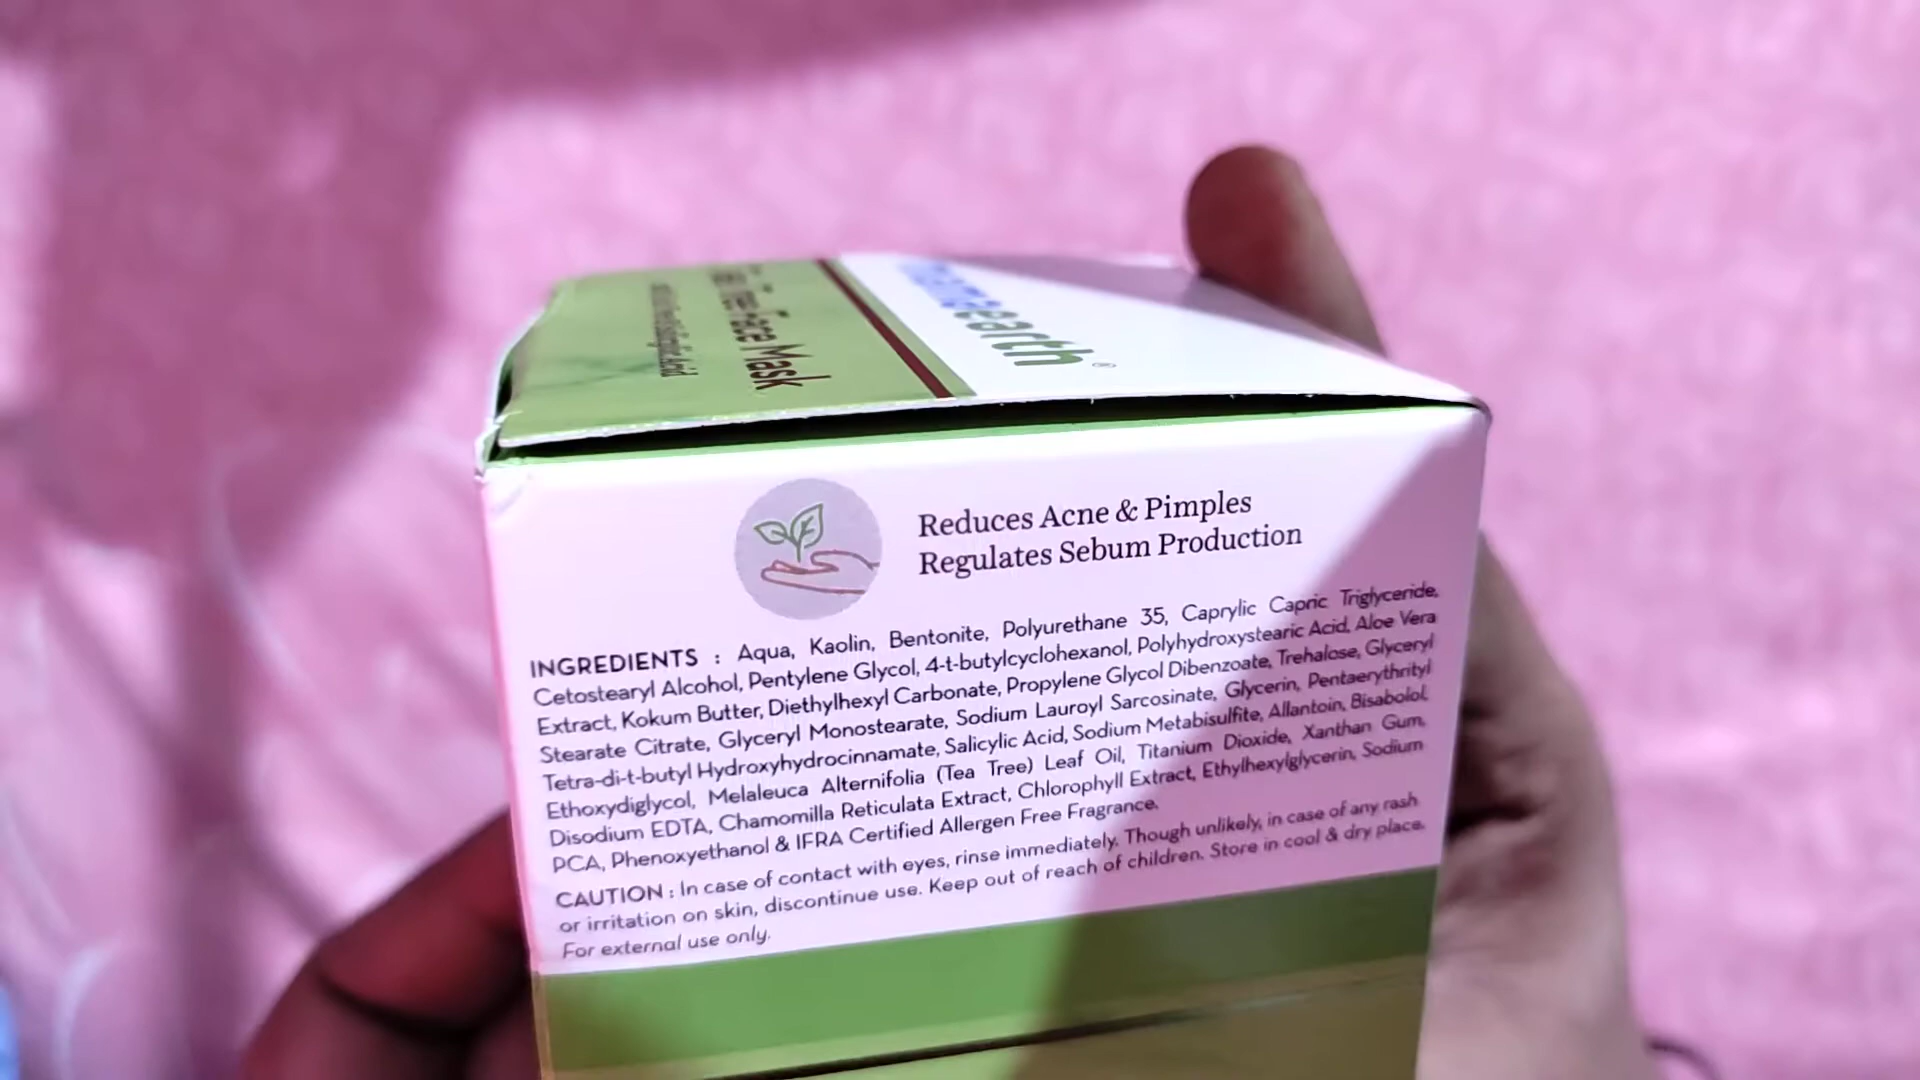 earth®
Face Mask
Reduces Acne & Pimples
Regulates Sebum Production
INGREDIENTS : Aqua, Kaolin, Bentonite, Polyurethane 35, Caprylic Capric Triglyceride,
Cetostearyl Alcohol, Pentylene Glycol, 4-t-butylcyclohexanol, Polyhydroxystearic Acid, Aloe Vera
Extract, Kokum Butter, Diethylhexyl Carbonate, Propylene Glycol Dibenzoate, Trehalose, Glyceryl
Stearate Citrate, Glyceryl Monostearate, Sodium Lauroyl Sarcosinate, Glycerin, Pentaerythrityl
Tetra-di-t-butyl Hydroxyhydrocinnamate, Salicylic Acid, Sodium Metabisulfite, Allantoin, Bisabolol,
Ethoxydiglycol, Melaleuca Alternifolia (Tea Tree) Leaf Oil, Titanium Dioxide, Xanthan Gum,
Disodium EDTA, Chamomilla Reticulata Extract, Chlorophyll Extract, Ethylhexylglycerin, Sodium
PCA, Phenoxyethanol & IFRA Certified Allergen Free Fragrance.
CAUTION : In case of contact with eyes, rinse immediately. Though unlikely, in case of any rash
or irritation on skin, discontinue use. Keep out of reach of children. Store in cool & dry place.
For external use only.